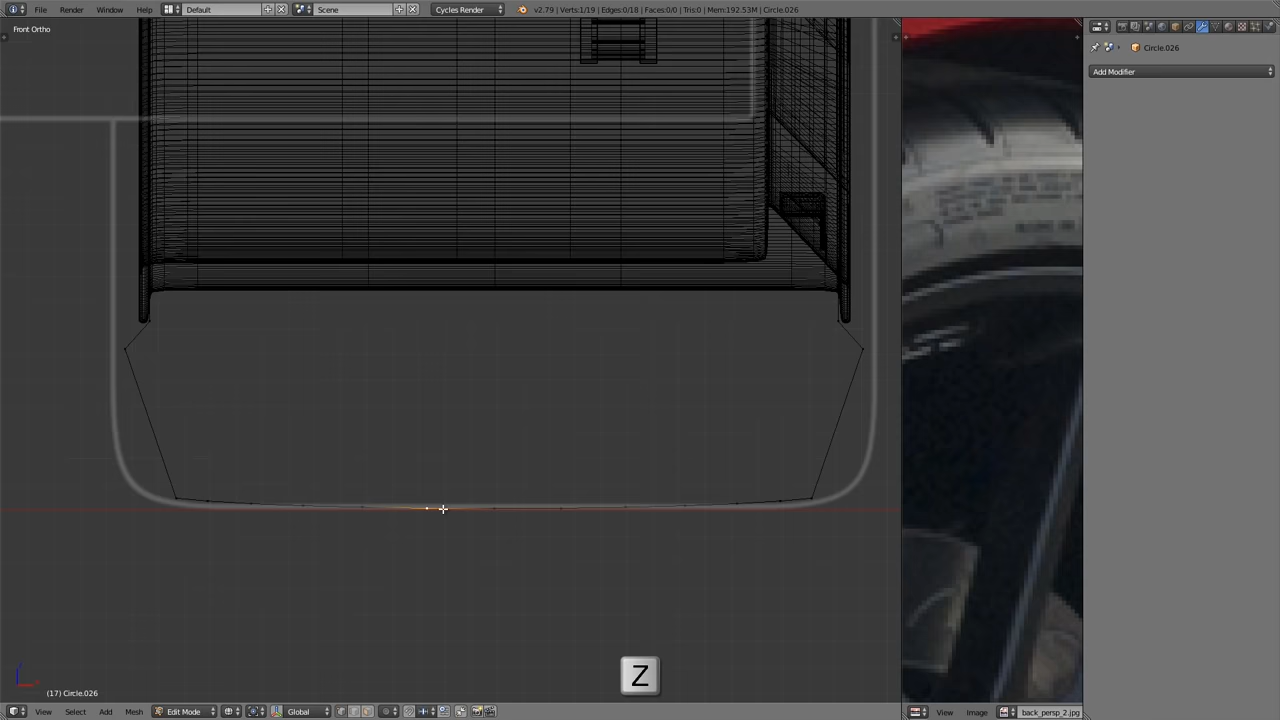 File Render Window Help Default Scene Cycles Render v2.79 | Verts:1/19 | Edges:0/18 | Faces:0/0 | Tris:0 | Mem:192.53M | Circle.026
Front Ortho
Circle.026
Add Modifier
Z
(17) Circle.026
View Select Add Mesh Edit Mode Global View Image back_persp_2.jpg